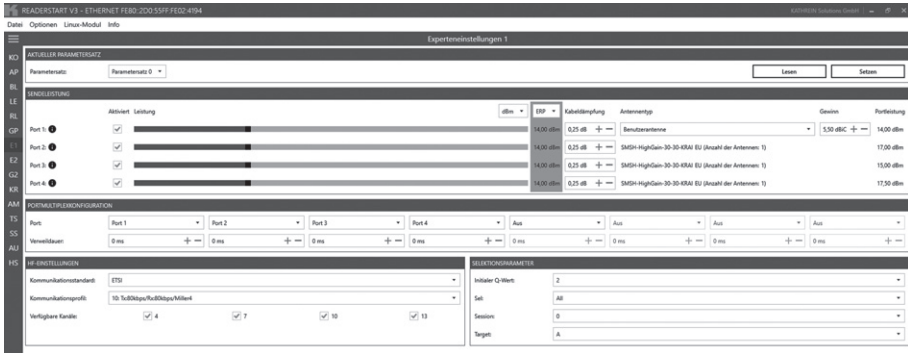 READERSTART V3 - ETHERNET FE80::2D0:55FF:FE02:4194 KATHREIN Solutions GmbH
Datei Optionen Linux-Modul Info
Experteneinstellungen 1
KO
AP
BL
LE
RL
GP
E1
E2
G2
KR
AM
TS
SS
AU
HS
AKTUELLER PARAMETERSATZ
Parametersatz: Parametersatz 0 Lesen Setzen
SENDELEISTUNG
Aktiviert Leistung dBm ERP Kabeldämpfung Antennentyp Gewinn Portleistung
Port 1: 14,00 dBm 0,25 dB Benutzerantenne 5,50 dBiC 14,00 dBm
Port 2: 14,00 dBm 0,25 dB SMSH-HighGain-30-30-KRAI EU (Anzahl der Antennen: 1) 17,00 dBm
Port 3: 14,00 dBm 0,25 dB SMSH-HighGain-30-30-KRAI EU (Anzahl der Antennen: 1) 15,00 dBm
Port 4: 14,00 dBm 0,25 dB SMSH-HighGain-30-30-KRAI EU (Anzahl der Antennen: 1) 17,50 dBm
PORTMULTIPLEXKONFIGURATION
Port: Port 1 Port 2 Port 3 Port 4 Aus Aus Aus Aus
Verweildauer: 0 ms 0 ms 0 ms 0 ms 0 ms 0 ms 0 ms 0 ms
HF-EINSTELLUNGEN
Kommunikationsstandard: ETSI
Kommunikationsprofil: 10: Tx:80kbps/Rx:80kbps/Miller4
Verfügbare Kanäle: 4 7 10 13
SELEKTIONSPARAMETER
Initialer Q-Wert: 2
Sel: All
Session: 0
Target: A